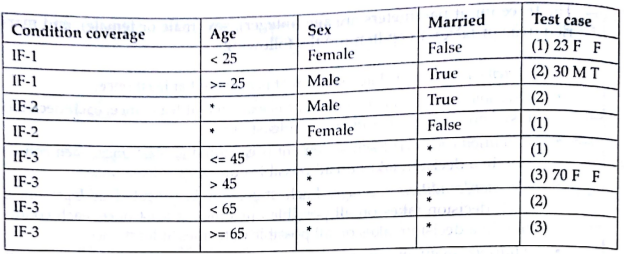 Condition coverage Age Sex Married Test case
IF-1 < 25 Female False (1) 23 F F
IF-1 >= 25 Male True (2) 30 M T
IF-2 * Male True (2)
IF-2 * Female False (1)
IF-3 <= 45 * * (1)
IF-3 > 45 * * (3) 70 F F
IF-3 < 65 * * (2)
IF-3 >= 65 * * (3)